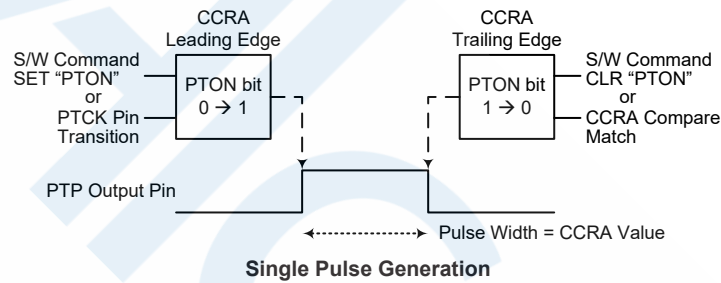 CCRA
Leading Edge
CCRA
Trailing Edge
S/W Command
SET “PTON”
or
PTCK Pin
Transition
PTON bit
0 → 1
PTON bit
1 → 0
S/W Command
CLR “PTON”
or
CCRA Compare
Match
PTP Output Pin
Pulse Width = CCRA Value
Single Pulse Generation